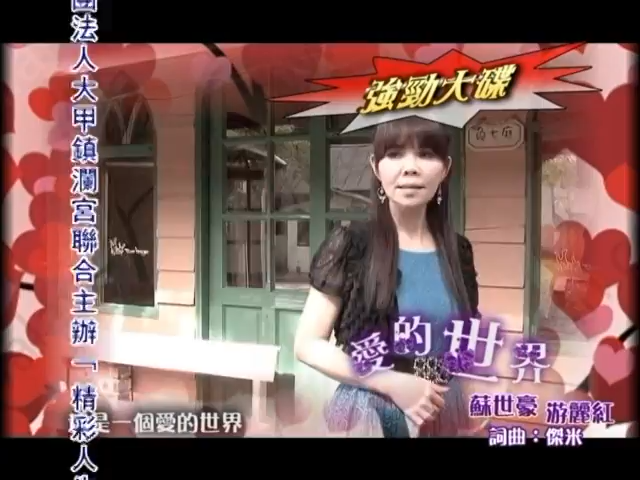 團法人大甲鎮瀾宮聯合主辦「精彩人生
強勁大碟
愛的世界
蘇世豪 游麗紅
詞曲：傑米
是一個愛的世界